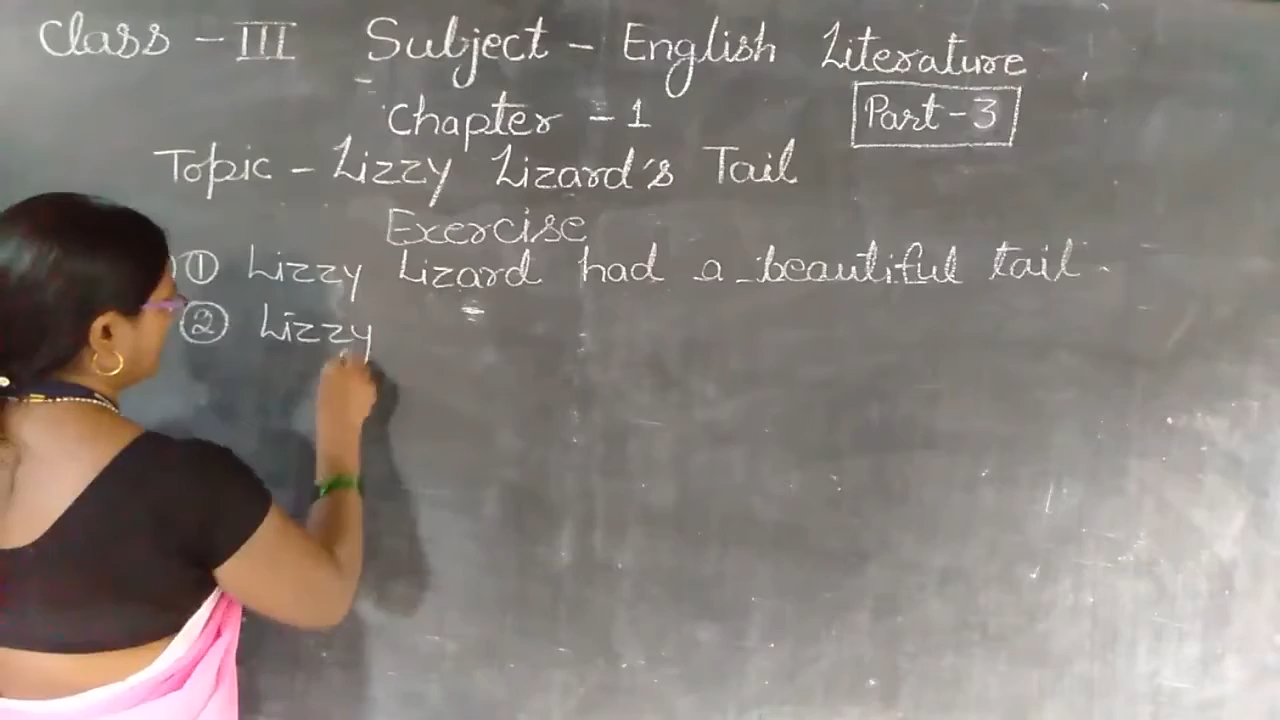 Class - III Subject - English Literature
Chapter - 1 Part - 3
Topic - Lizzy Lizard's Tail
Exercise
① Lizzy Lizard had a beautiful tail.
② Lizzy